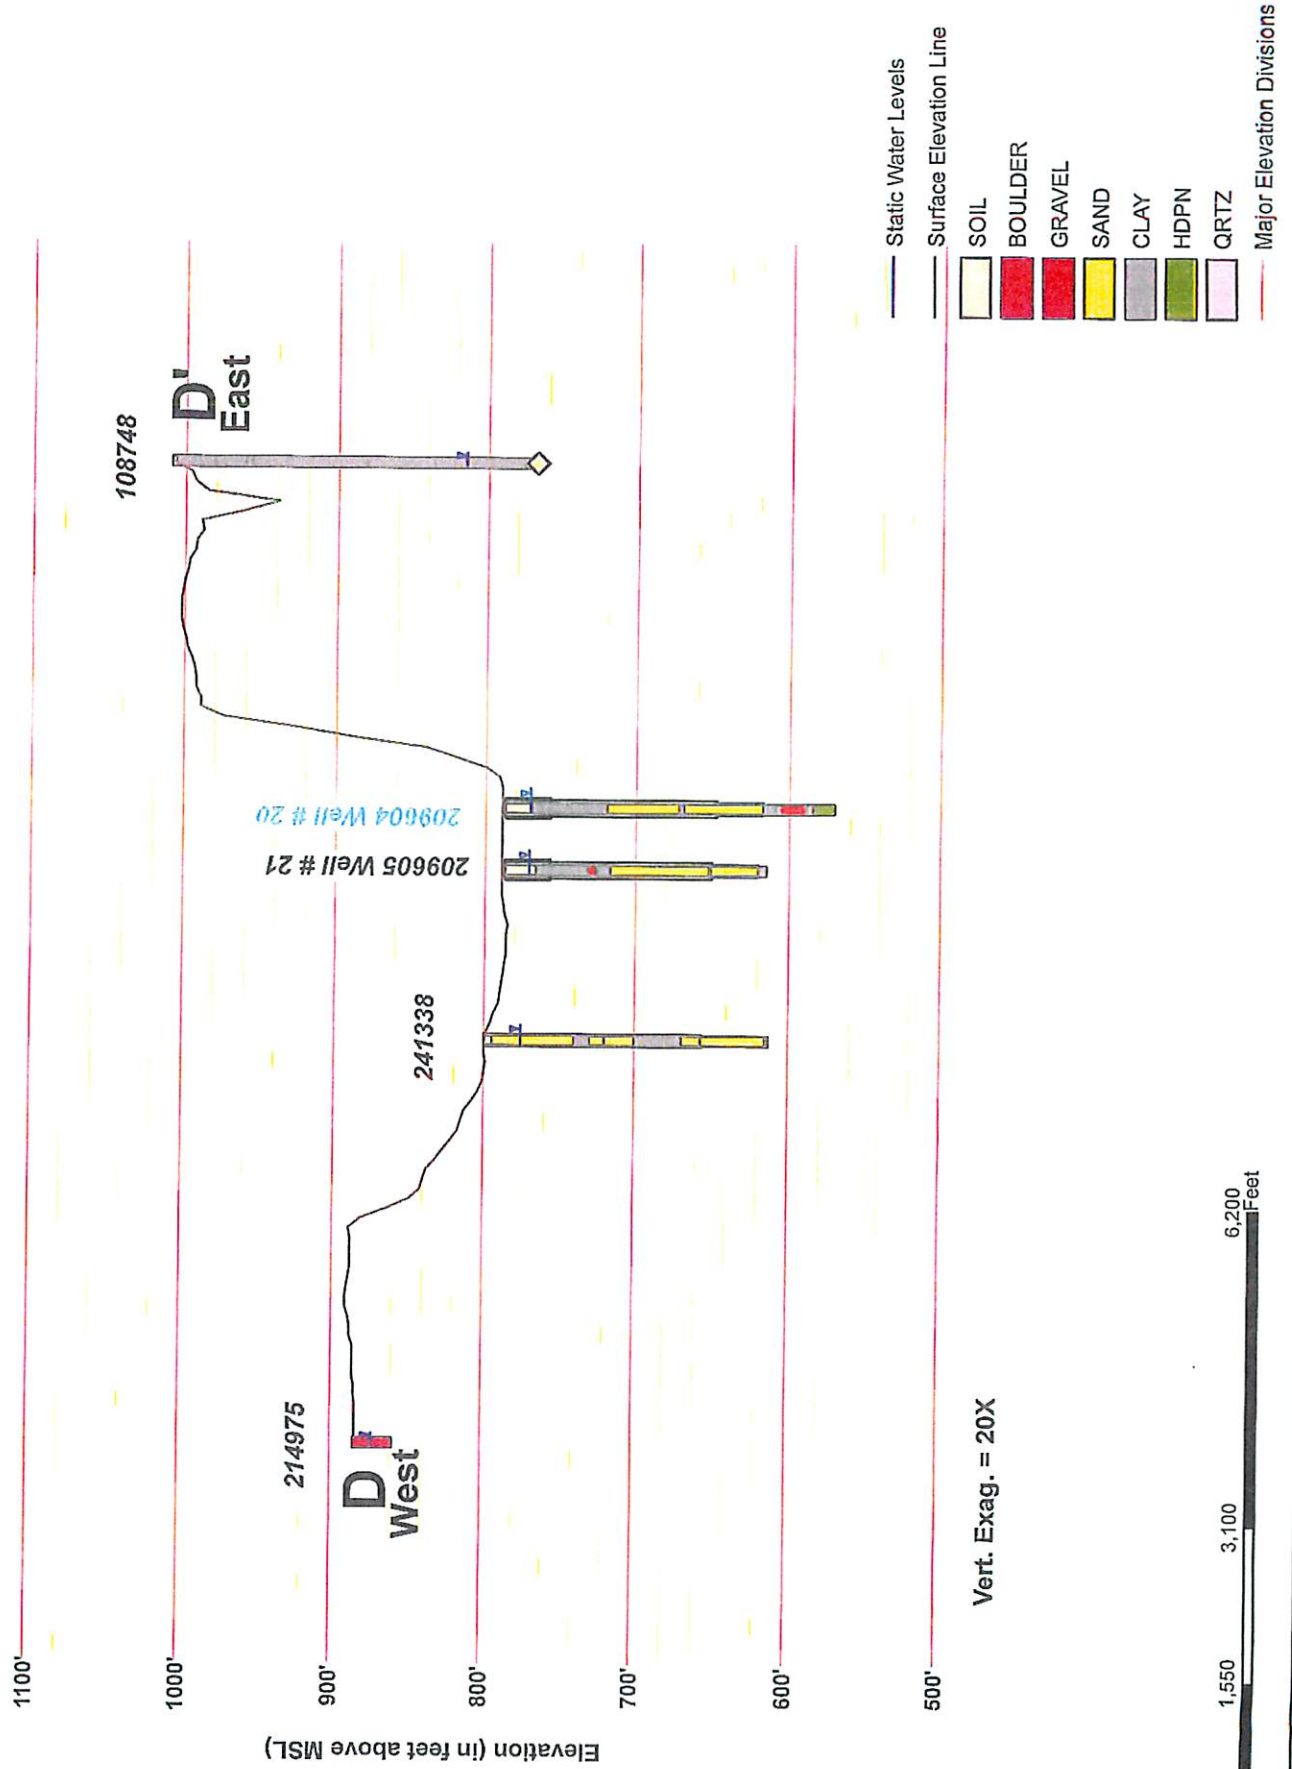 1100'
1000'
900'
800'
700'
600'
500'
Elevation (in feet above MSL)
214975
D
West
241338
209605 Well # 21
209604 Well # 20
108748
D'
East
Vert. Exag. = 20X
1,550
3,100
6,200
Feet
Static Water Levels
Surface Elevation Line
SOIL
BOULDER
GRAVEL
SAND
CLAY
HDPN
QRTZ
Major Elevation Divisions